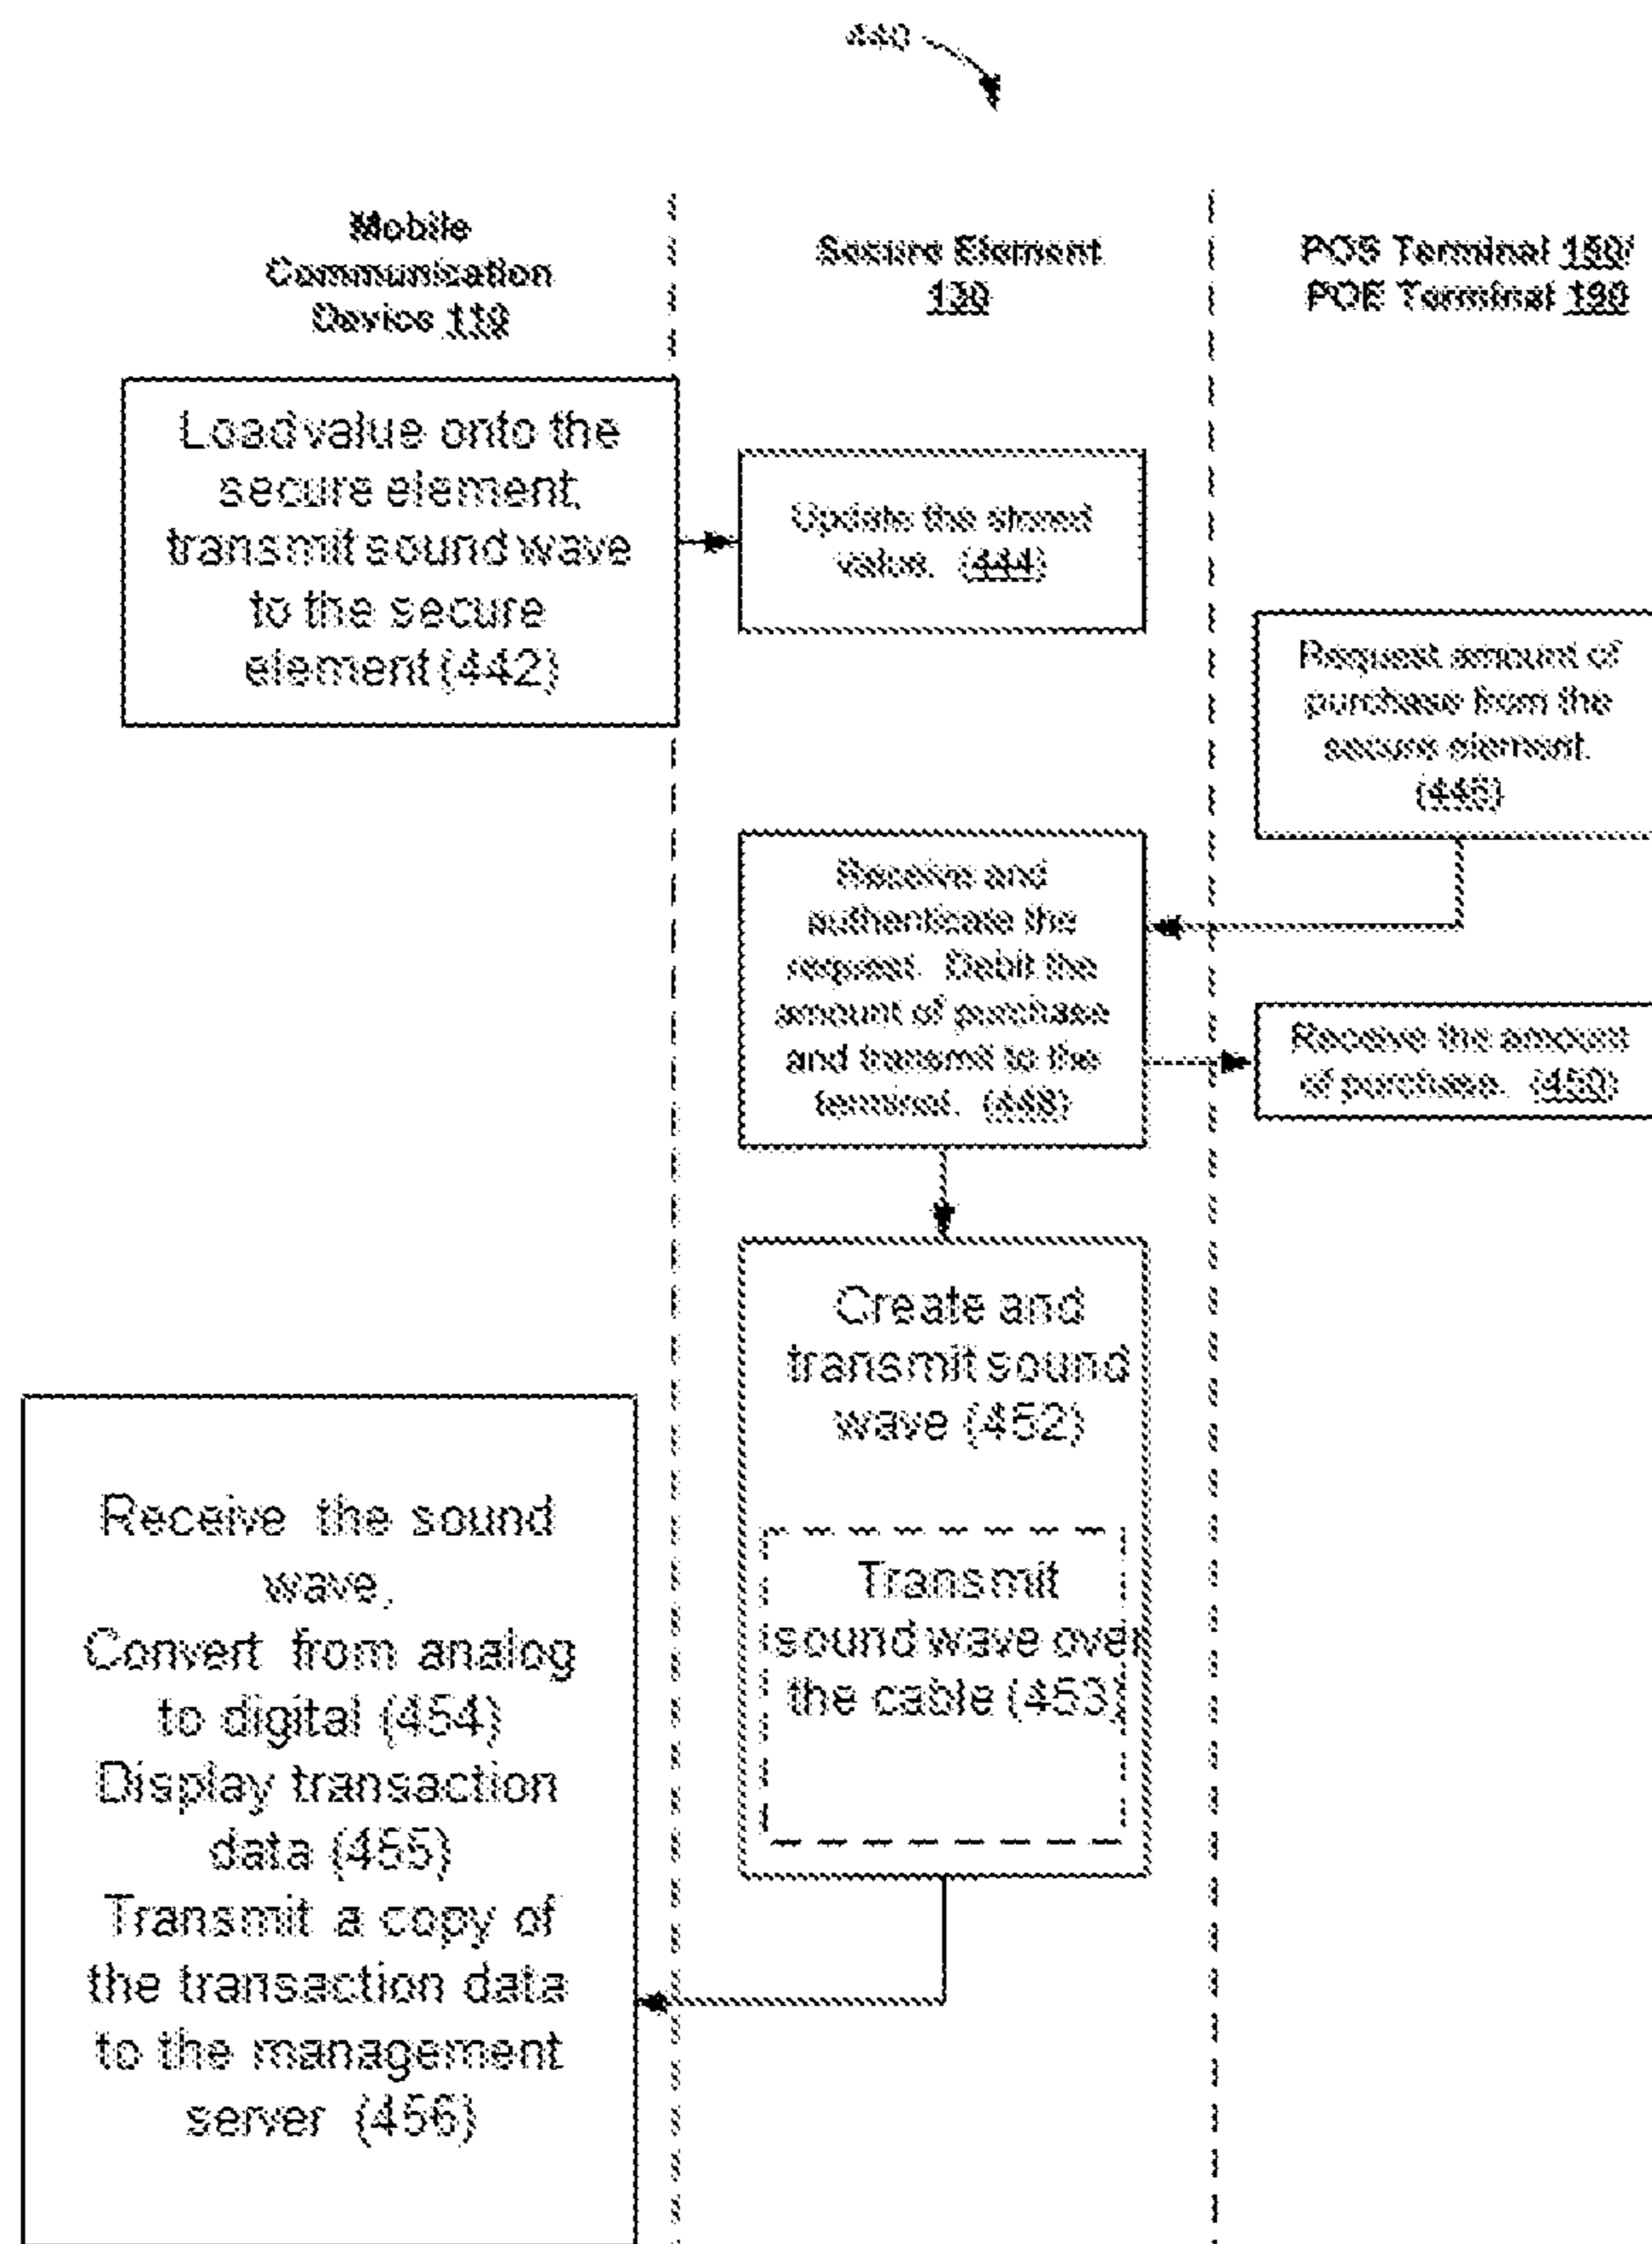 440
Mobile
Communication
Device 110
Secure Element
120
POS Terminal 150/
POE Terminal 190
Load value onto the
secure element,
transmit sound wave
to the secure
element (442)
Update the stored
value. (444)
Request amount of
purchase from the
secure element.
(446)
Receive and
authenticate the
request. Debit the
amount of purchase
and transmit to the
terminal. (448)
Receive the amount
of purchase. (450)
Create and
transmit sound
wave (452)
Transmit
sound wave over
the cable (453)
Receive the sound
wave,
Convert from analog
to digital (454)
Display transaction
data (455)
Transmit a copy of
the transaction data
to the management
server (456)